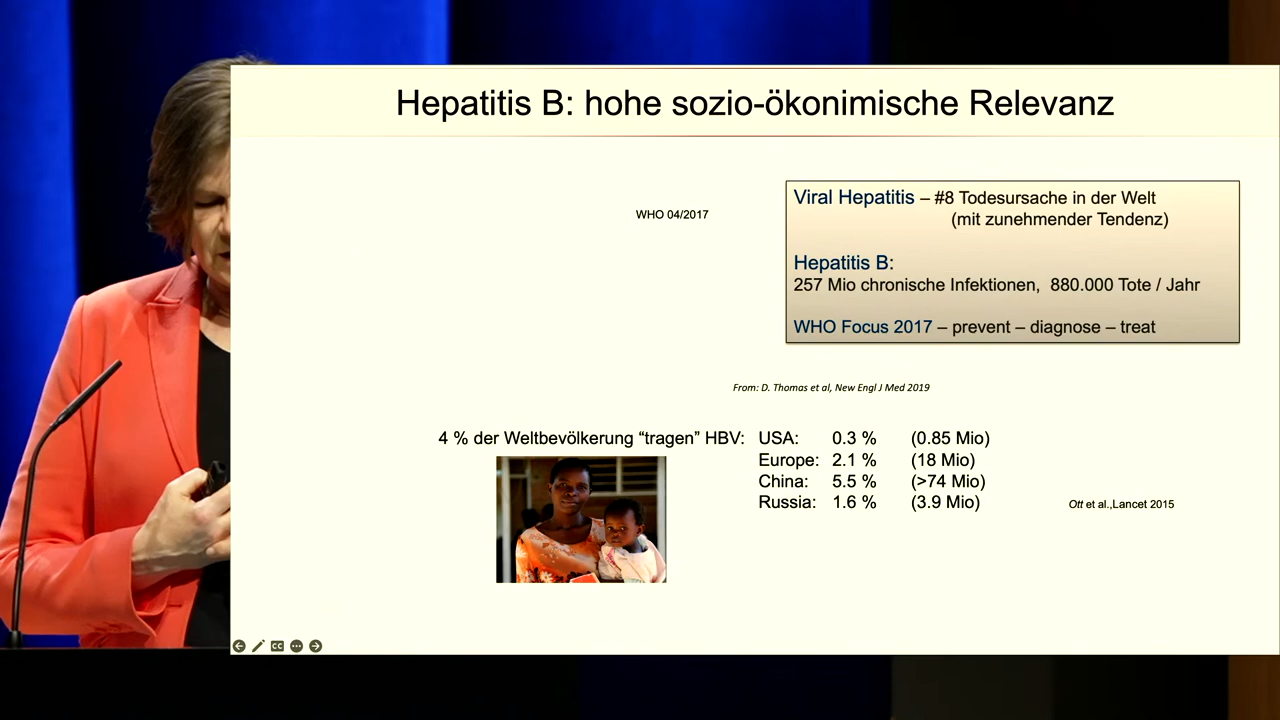 Hepatitis B: hohe sozio-ökonimische Relevanz
WHO 04/2017
Viral Hepatitis – #8 Todesursache in der Welt
(mit zunehmender Tendenz)
Hepatitis B:
257 Mio chronische Infektionen, 880.000 Tote / Jahr
WHO Focus 2017 – prevent – diagnose – treat
From: D. Thomas et al, New Engl J Med 2019
4 % der Weltbevölkerung “tragen” HBV: USA: 0.3 % (0.85 Mio)
Europe: 2.1 % (18 Mio)
China: 5.5 % (>74 Mio)
Russia: 1.6 % (3.9 Mio)
Ott et al.,Lancet 2015
CC